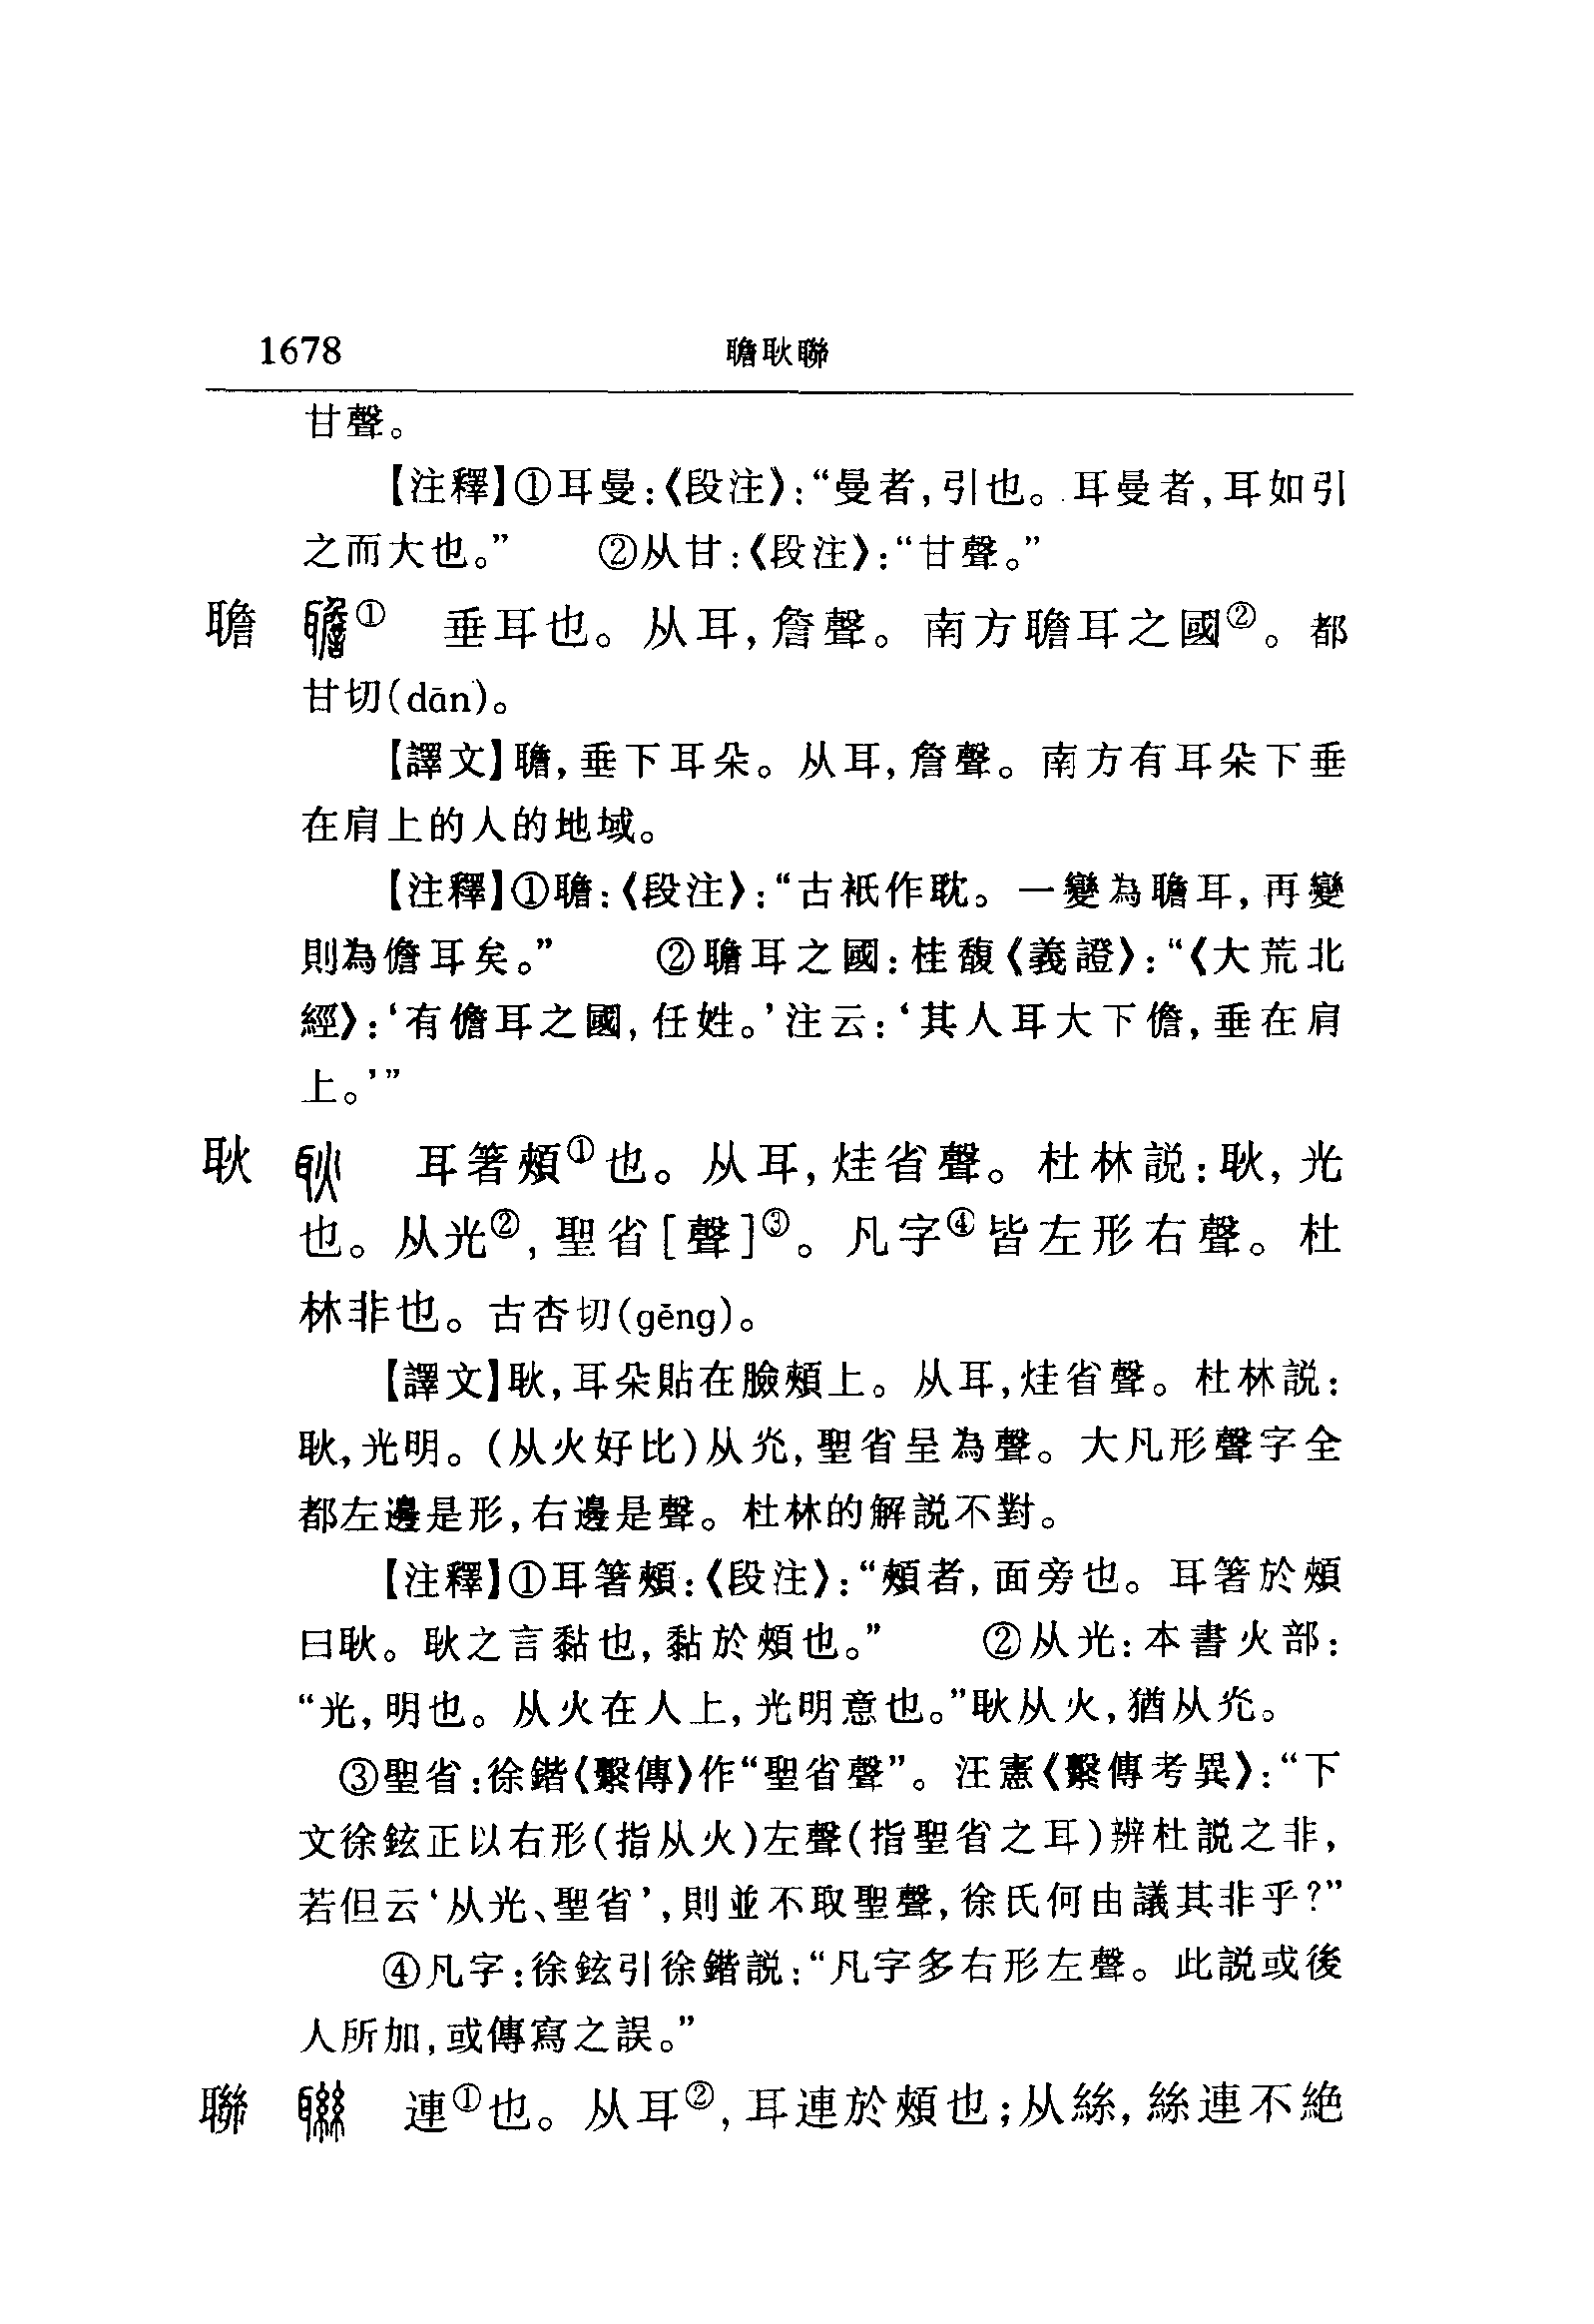 1678 聸耿聯
甘聲。
【注釋】①耳曼:《段注》:“曼者,引也。耳曼者,耳如引
之而大也。” ②从甘:《段注》:“甘聲。”
聸 ① 垂耳也。从耳,詹聲。南方聸耳之國②。都
甘切(dān)。
【譯文】聸,垂下耳朵。从耳,詹聲。南方有耳朵下垂
在肩上的人的地域。
【注釋】①聸:《段注》:“古衹作耽。一變為聸耳,再變
則為儋耳矣。” ②聸耳之國:桂馥《義證》:“《大荒北
經》:‘有儋耳之國,任姓。’注云:‘其人耳大下儋,垂在肩
上。’”
耿 耳箸頰①也。从耳,烓省聲。杜林説:耿,光
也。从光②,聖省[聲]③。凡字④皆左形右聲。杜
林非也。古杏切(gěng)。
【譯文】耿,耳朵貼在臉頰上。从耳,烓省聲。杜林説:
耿,光明。(从火好比)从灮,聖省呈為聲。大凡形聲字全
都左邊是形,右邊是聲。杜林的解説不對。
【注釋】①耳箸頰:《段注》:“頰者,面旁也。耳箸於頰
曰耿。耿之言黏也,黏於頰也。” ②从光:本書火部:
“光,明也。从火在人上,光明意也。”耿从火,猶从灮。
③聖省:徐鍇《繫傳》作“聖省聲”。汪憲《繫傳考異》:“下
文徐鉉正以右形(指从火)左聲(指聖省之耳)辨杜説之非,
若但云‘从光、聖省’,則並不取聖聲,徐氏何由議其非乎?”
④凡字:徐鉉引徐鍇説:“凡字多右形左聲。此説或後
人所加,或傳寫之誤。”
聯 連①也。从耳②,耳連於頰也;从絲,絲連不絶